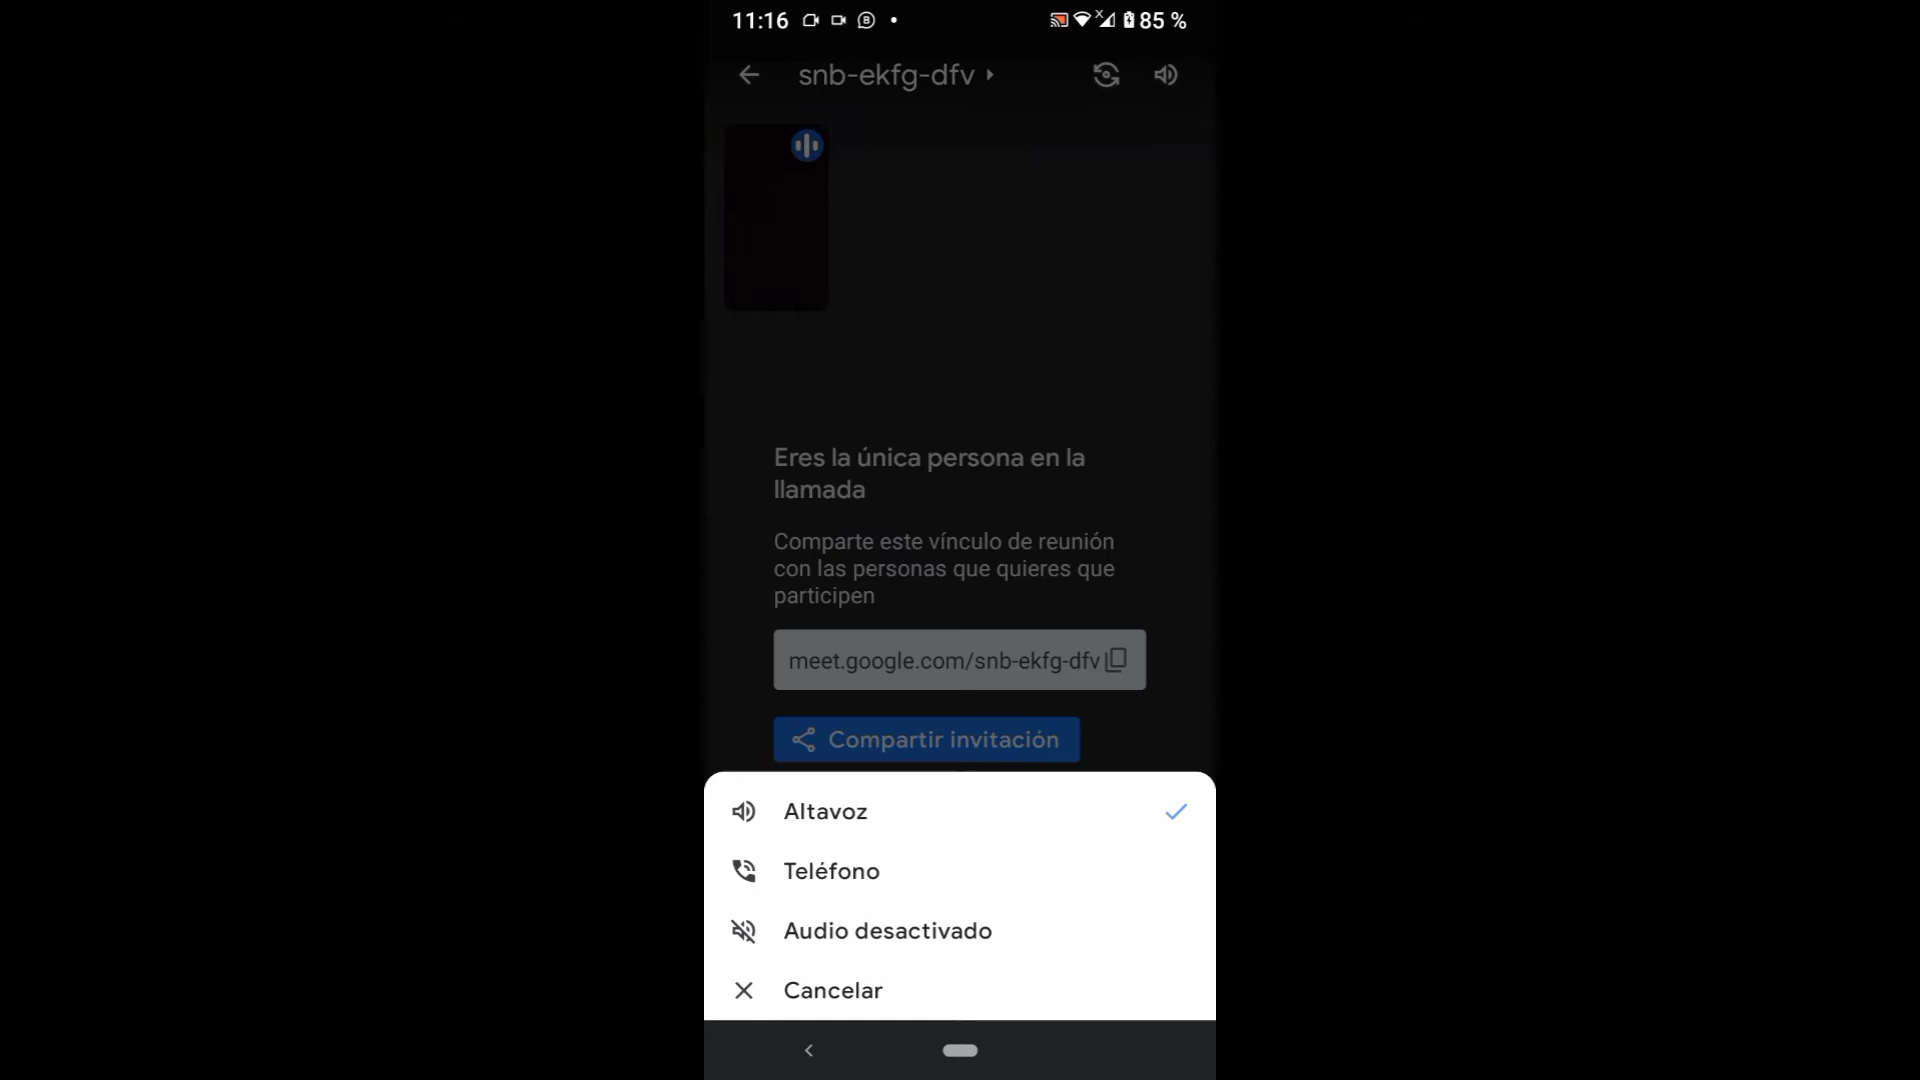 11:16 85 %
snb-ekfg-dfv
Eres la única persona en la
llamada
Comparte este vínculo de reunión
con las personas que quieres que
participen
meet.google.com/snb-ekfg-dfv
Compartir invitación
Altavoz
Teléfono
Audio desactivado
Cancelar